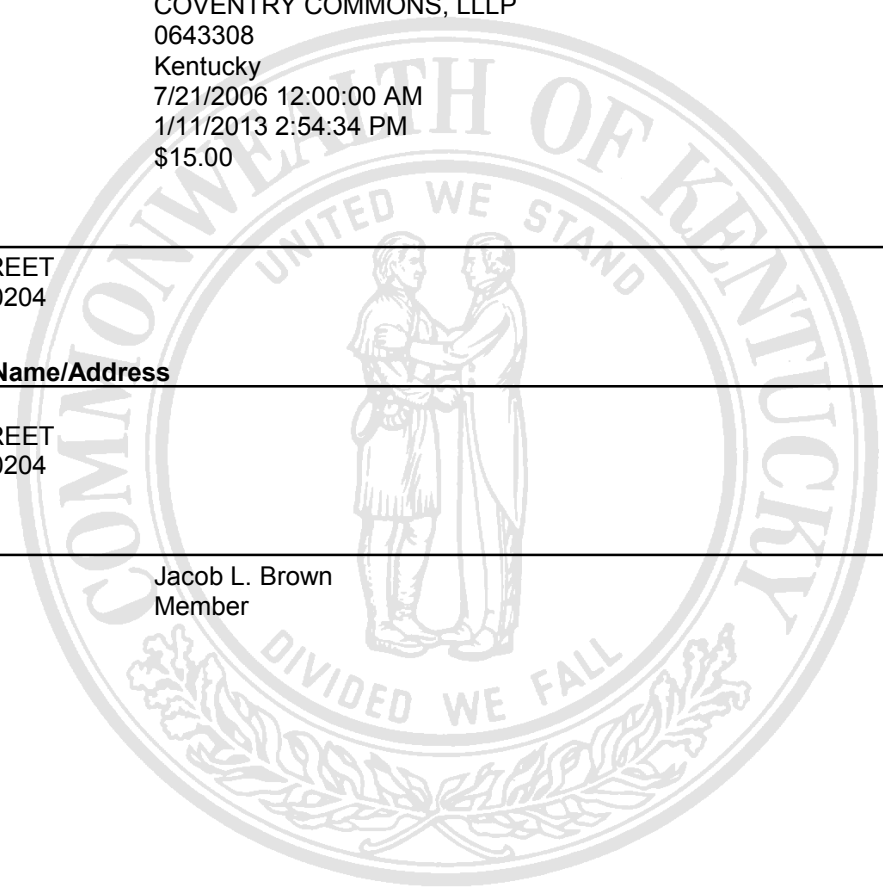 COVENTRY COMMONS, LLLP
0643308
Kentucky
7/21/2006 12:00:00 AM
1/11/2013 2:54:34 PM
$15.00
REET
0204
Name/Address
REET
0204
Jacob L. Brown
Member
COMMONWEALTH OF KENTUCKY
UNITED WE STAND
DIVIDED WE FALL